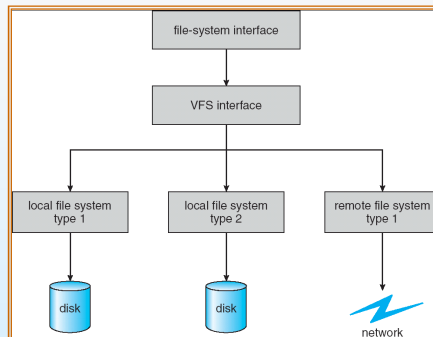 file-system interface
VFS interface
local file system
type 1
local file system
type 2
remote file system
type 1
disk
disk
network